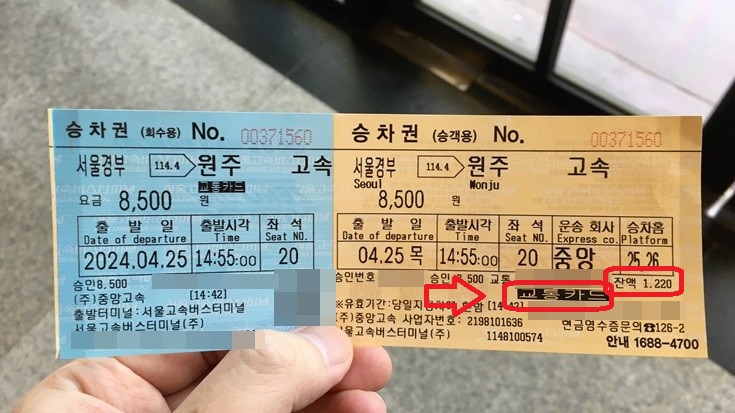 승차권 (회수용) No. 00371560
서울경부 114.4 원주 고속
교통카드
요금 8,500 원
출발일 출발시각 좌석
Date of departure Time Seat NO.
2024.04.25 14:55:00 20
승인8,500
(주)중앙고속 [14:42]
출발터미널: 서울고속버스터미널
서울고속버스터미널(주)
승차권 (승객용) No. 00371560
서울경부 114.4 원주 고속
Seoul Wonju
8,500 원
출발일 출발시각 좌석 운송회사 승차홈
Date of departure Time Seat NO. Express co. Platform
04.25 목 14:55:00 20 중앙 25,26
승인번호 승인8,500 교통 잔액 1,220
교통카드
※유효기간: [14:42]
(주)중앙고속 사업자번호: 2198101636 현금영수증문의☎126-2
서울고속버스터미널(주) 1148100574 안내 1688-4700